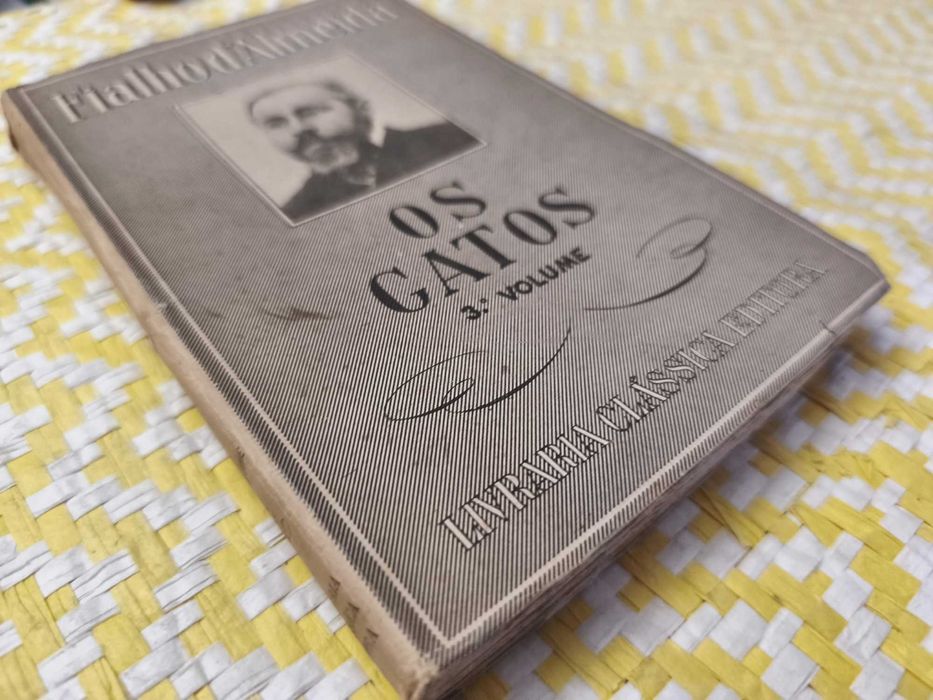 Fialho d'Almeida
OS
GATOS
3.º VOLUME
LIVRARIA CLÁSSICA EDITORA